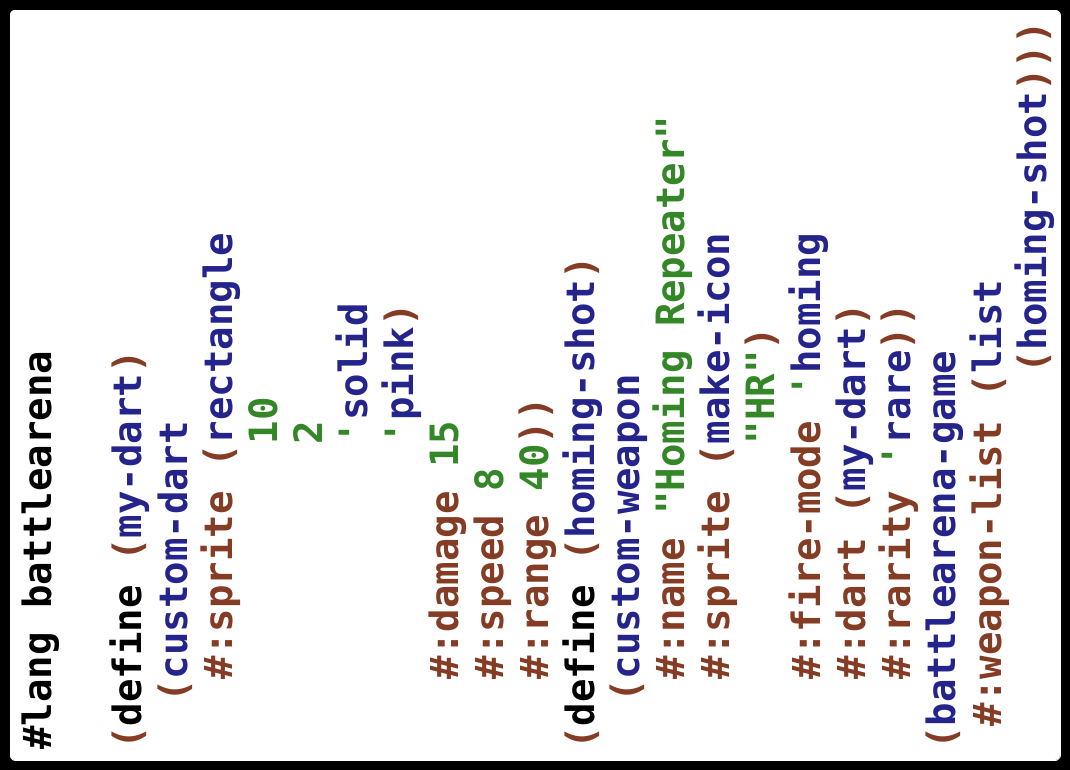 #lang battlearena

(define (my-dart)
  (custom-dart
   #:sprite (rectangle
             10
             2
             'solid
             'pink)
   #:damage 15
   #:speed 8
   #:range 40))
(define (homing-shot)
  (custom-weapon
   #:name "Homing Repeater"
   #:sprite (make-icon
             "HR")
   #:fire-mode 'homing
   #:dart (my-dart)
   #:rarity 'rare))
(battlearena-game
 #:weapon-list (list
                (homing-shot)))